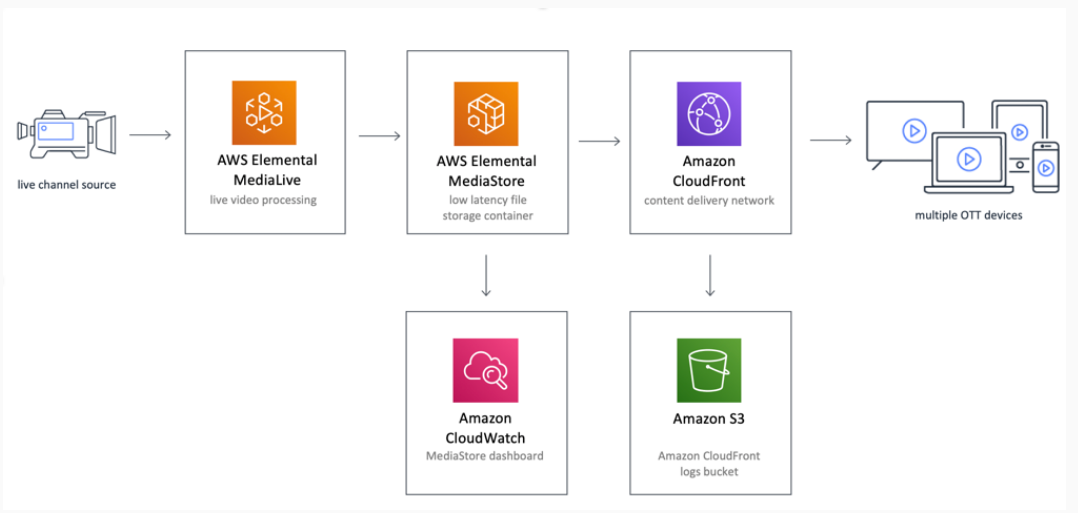 live channel source
AWS Elemental
MediaLive
live video processing
AWS Elemental
MediaStore
low latency file
storage container
Amazon
CloudFront
content delivery network
multiple OTT devices
Amazon
CloudWatch
MediaStore dashboard
Amazon S3
Amazon CloudFront
logs bucket